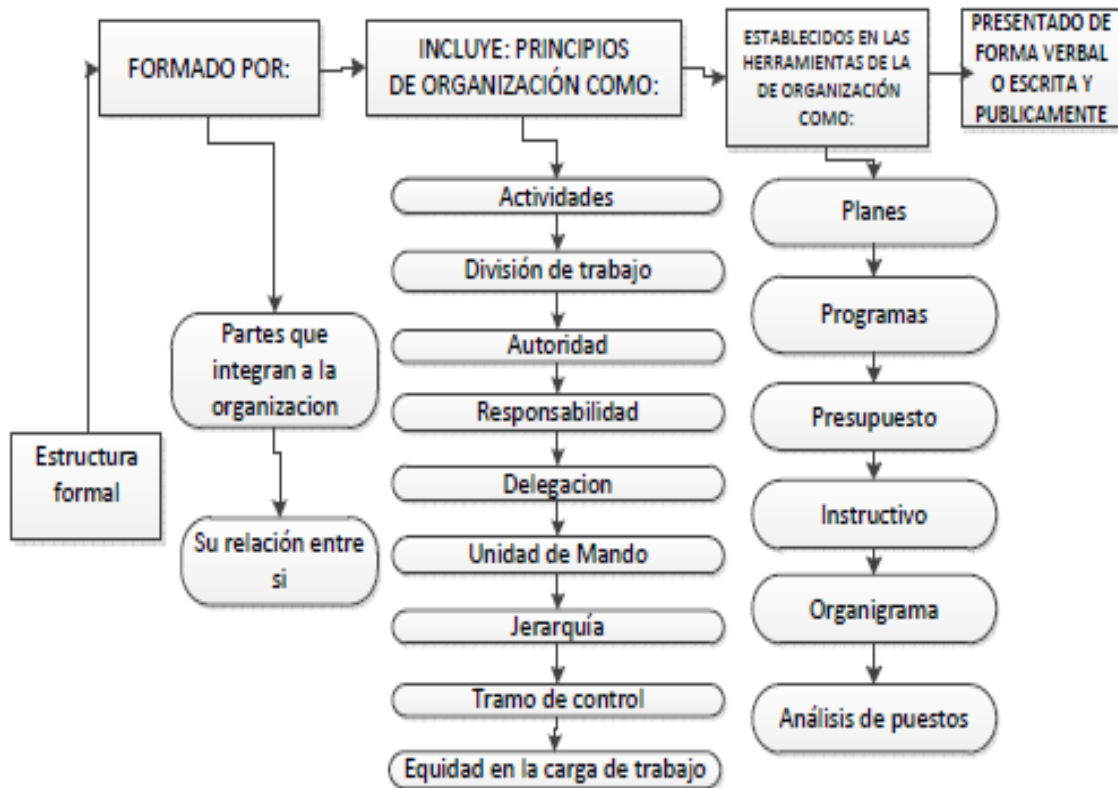 FORMADO POR:
INCLUYE: PRINCIPIOS
DE ORGANIZACIÓN COMO:
ESTABLECIDOS EN LAS
HERRAMIENTAS DE LA
DE ORGANIZACIÓN
COMO:
PRESENTADO DE
FORMA VERBAL
O ESCRITA Y
PUBLICAMENTE
Estructura
formal
Partes que
integran a la
organizacion
Su relación entre
si
Actividades
División de trabajo
Autoridad
Responsabilidad
Delegacion
Unidad de Mando
Jerarquía
Tramo de control
Equidad en la carga de trabajo
Planes
Programas
Presupuesto
Instructivo
Organigrama
Análisis de puestos